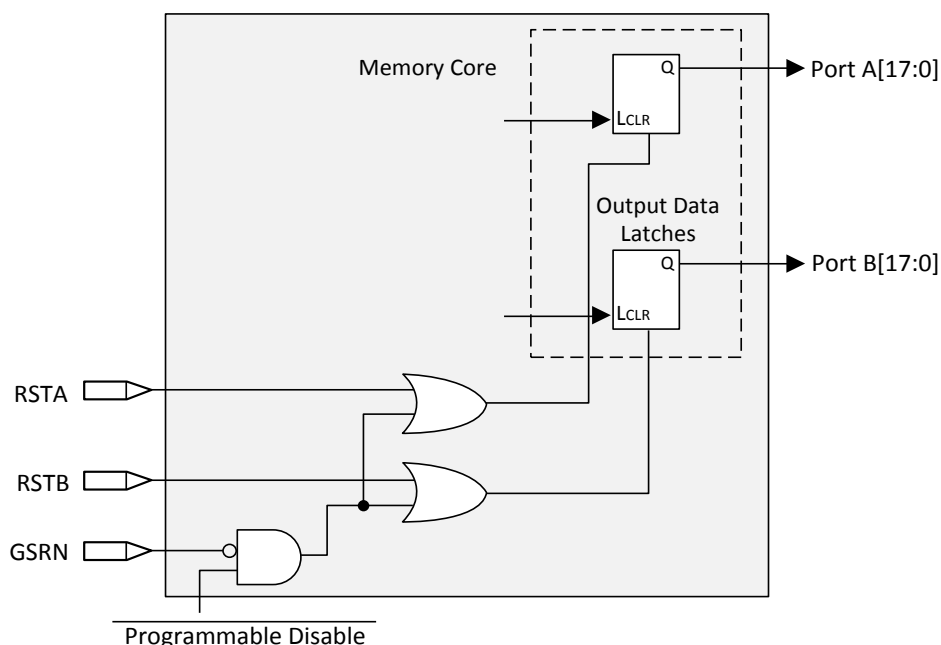 Memory Core
Q
Port A[17:0]
LCLR
Output Data
Latches
Q
Port B[17:0]
LCLR
RSTA
RSTB
GSRN
Programmable Disable